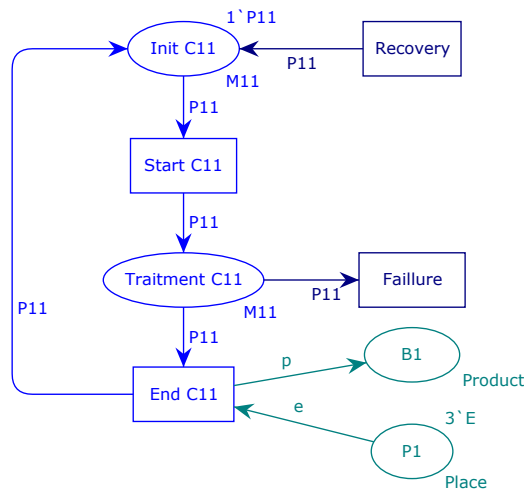 1`P11
Init C11
Recovery
P11
M11
P11
Start C11
P11
Traitment C11
Faillure
P11
M11
P11
P11
B1
p
Product
End C11
e
3`E
P1
Place